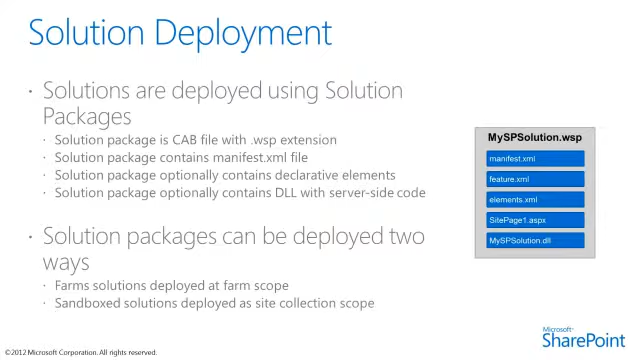 Solution Deployment
· Solutions are deployed using Solution
Packages
· Solution package is CAB file with .wsp extension
· Solution package contains manifest.xml file
· Solution package optionally contains declarative elements
· Solution package optionally contains DLL with server-side code
· Solution packages can be deployed two
ways
· Farms solutions deployed at farm scope
· Sandboxed solutions deployed as site collection scope
MySPSolution.wsp
manifest.xml
feature.xml
elements.xml
SitePage1.aspx
MySPSolution.dll
Microsoft®
SharePoint
©2012 Microsoft Corporation. All rights reserved.